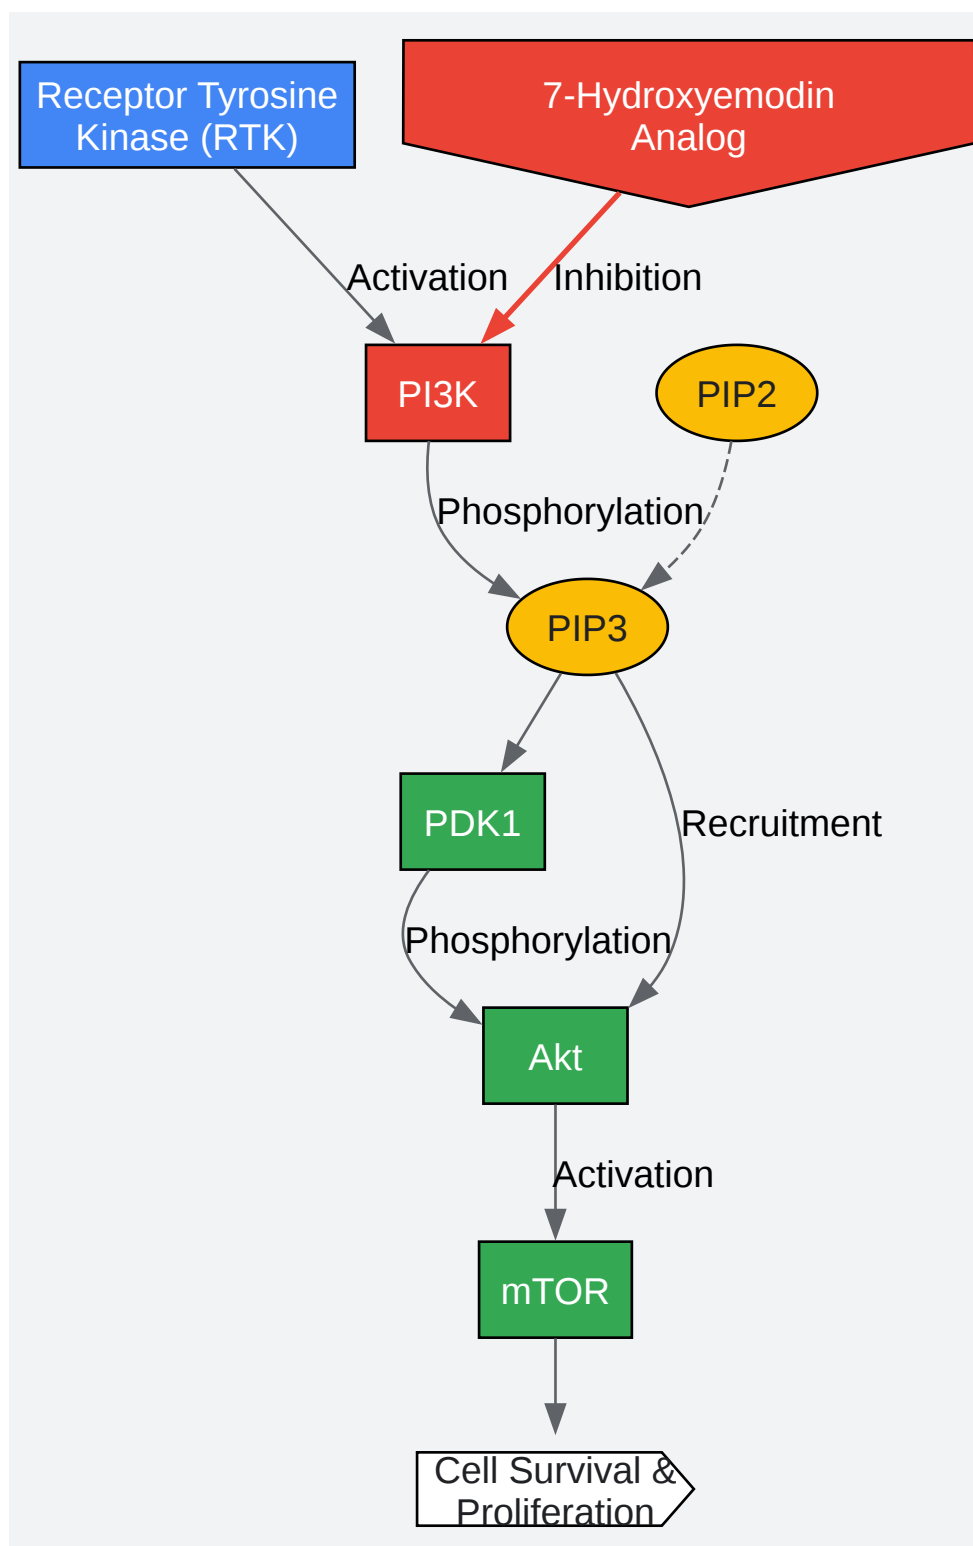 Receptor Tyrosine
Kinase (RTK)
7-Hydroxyemodin
Analog
Activation
Inhibition
PI3K
PIP2
Phosphorylation
PIP3
PDK1
Recruitment
Phosphorylation
Akt
Activation
mTOR
Cell Survival &
Proliferation